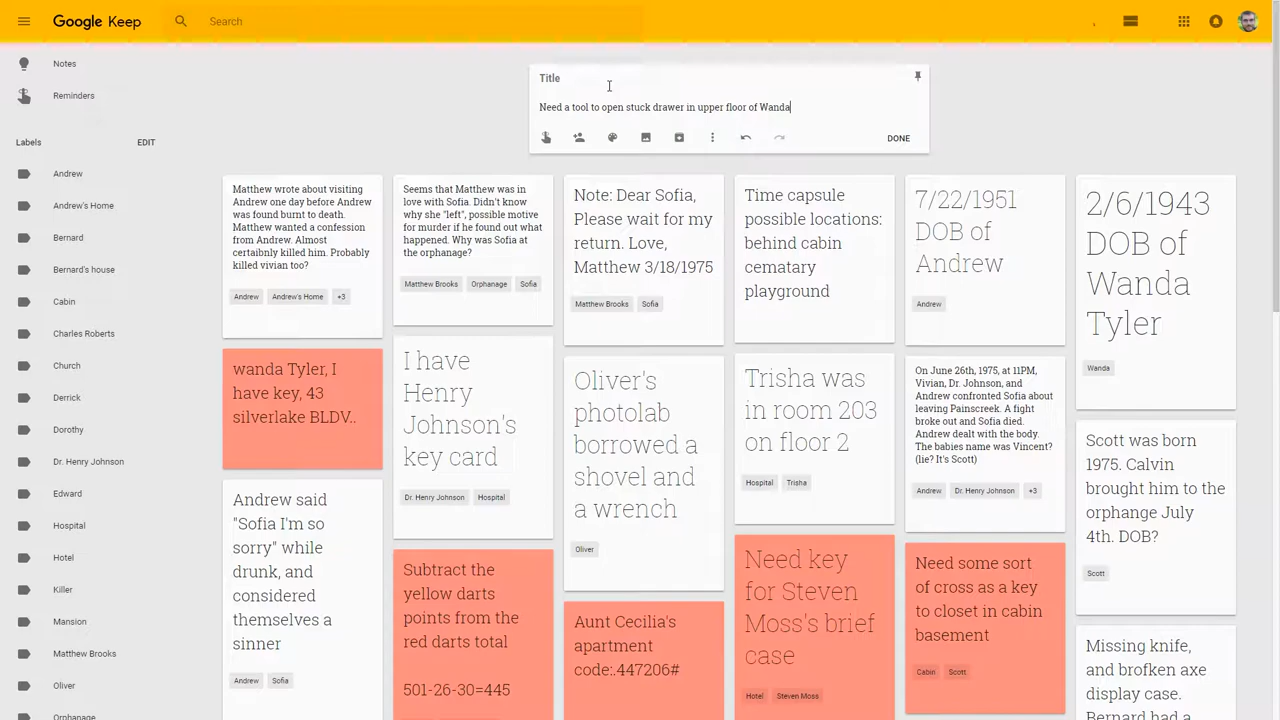 Google Keep
Search
Notes
Reminders
Labels
EDIT
Andrew
Andrew's Home
Bernard
Bernard's house
Cabin
Charles Roberts
Church
Derrick
Dorothy
Dr. Henry Johnson
Edward
Hospital
Hotel
Killer
Mansion
Matthew Brooks
Oliver
Orphanage
Title
Need a tool to open stuck drawer in upper floor of Wanda
DONE
Matthew wrote about visiting
Andrew one day before Andrew
was found burnt to death.
Matthew wanted a confession
from Andrew. Almost
certaibnly killed him. Probably
killed vivian too?
Andrew
Andrew's Home
+3
wanda Tyler, I
have key, 43
silverlake BLDV..
Andrew said
"Sofia I'm so
sorry" while
drunk, and
considered
themselves a
sinner
Andrew
Sofia
Seems that Matthew was in
love with Sofia. Didn't know
why she "left", possible motive
for murder if he found out what
happened. Why was Sofia at
the orphanage?
Matthew Brooks
Orphanage
Sofia
I have
Henry
Johnson's
key card
Dr. Henry Johnson
Hospital
Subtract the
yellow darts
points from the
red darts total
501-26-30=445
Note: Dear Sofia,
Please wait for my
return. Love,
Matthew 3/18/1975
Matthew Brooks
Sofia
Oliver's
photolab
borrowed a
shovel and
a wrench
Oliver
Aunt Cecilia's
apartment
code:.447206#
Time capsule
possible locations:
behind cabin
cematary
playground
Trisha was
in room 203
on floor 2
Hospital
Trisha
Need key
for Steven
Moss's brief
case
Hotel
Steven Moss
7/22/1951
DOB of
Andrew
Andrew
On June 26th, 1975, at 11PM,
Vivian, Dr. Johnson, and
Andrew confronted Sofia about
leaving Painscreek. A fight
broke out and Sofia died.
Andrew dealt with the body.
The babies name was Vincent?
(lie? It's Scott)
Andrew
Dr. Henry Johnson
+3
Need some sort
of cross as a key
to closet in cabin
basement
Cabin
Scott
2/6/1943
DOB of
Wanda
Tyler
Wanda
Scott was born
1975. Calvin
brought him to the
orphange July
4th. DOB?
Scott
Missing knife,
and brofken axe
display case.
Bernard had a